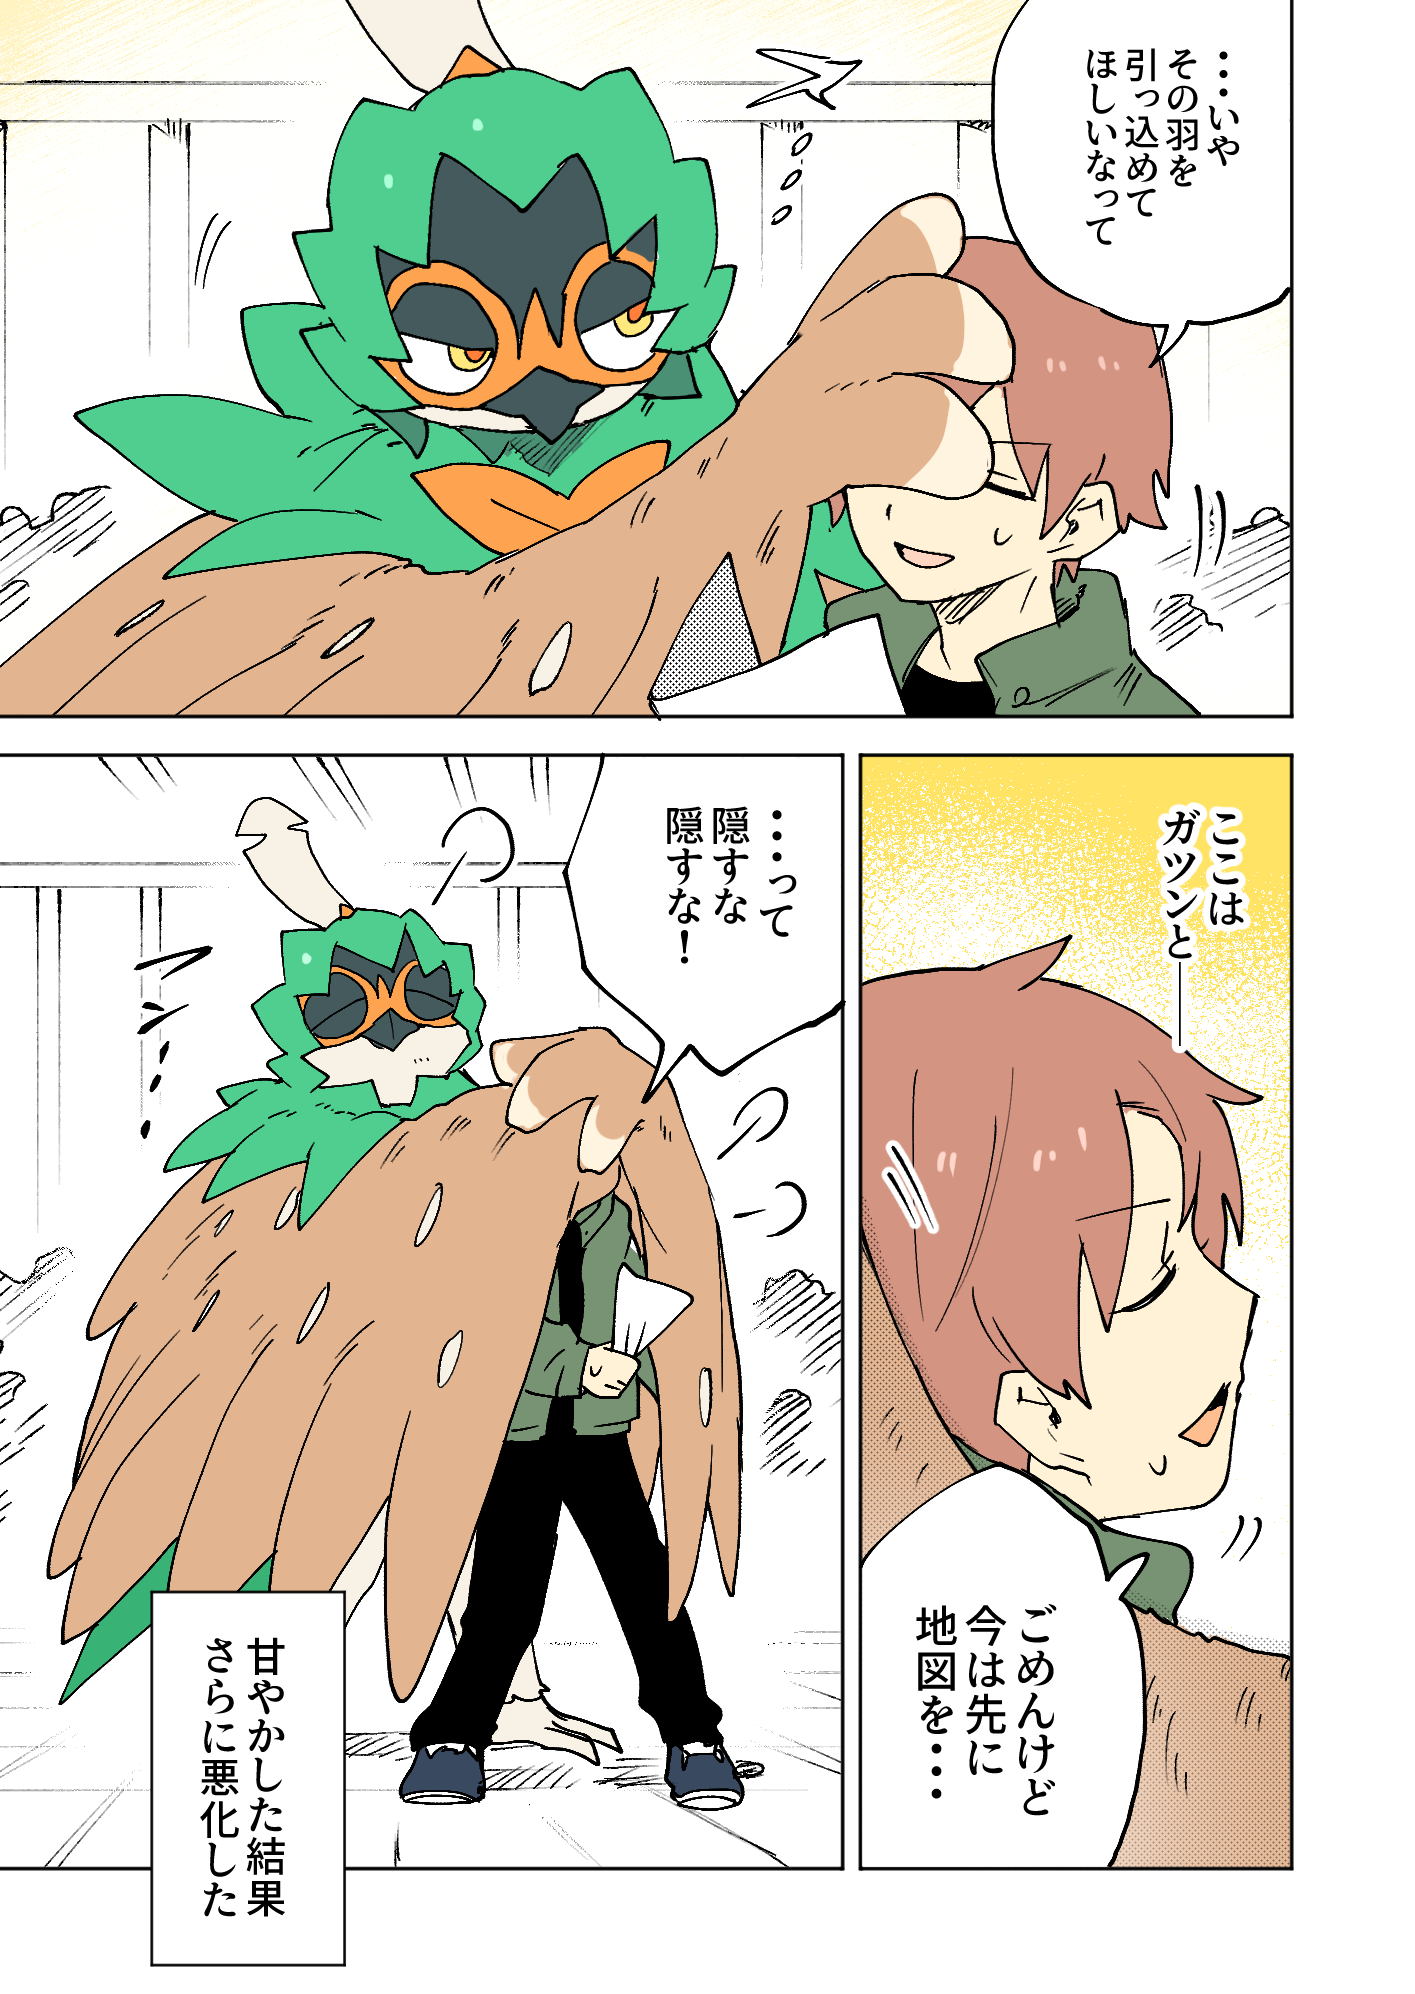 ・・・いや
その羽を
引っ込めて
ほしいなって
ここは
ガツンと―
ごめんけど
今は先に
地図を・・・
・・・って
隠すな
隠すな！
甘やかした結果
さらに悪化した